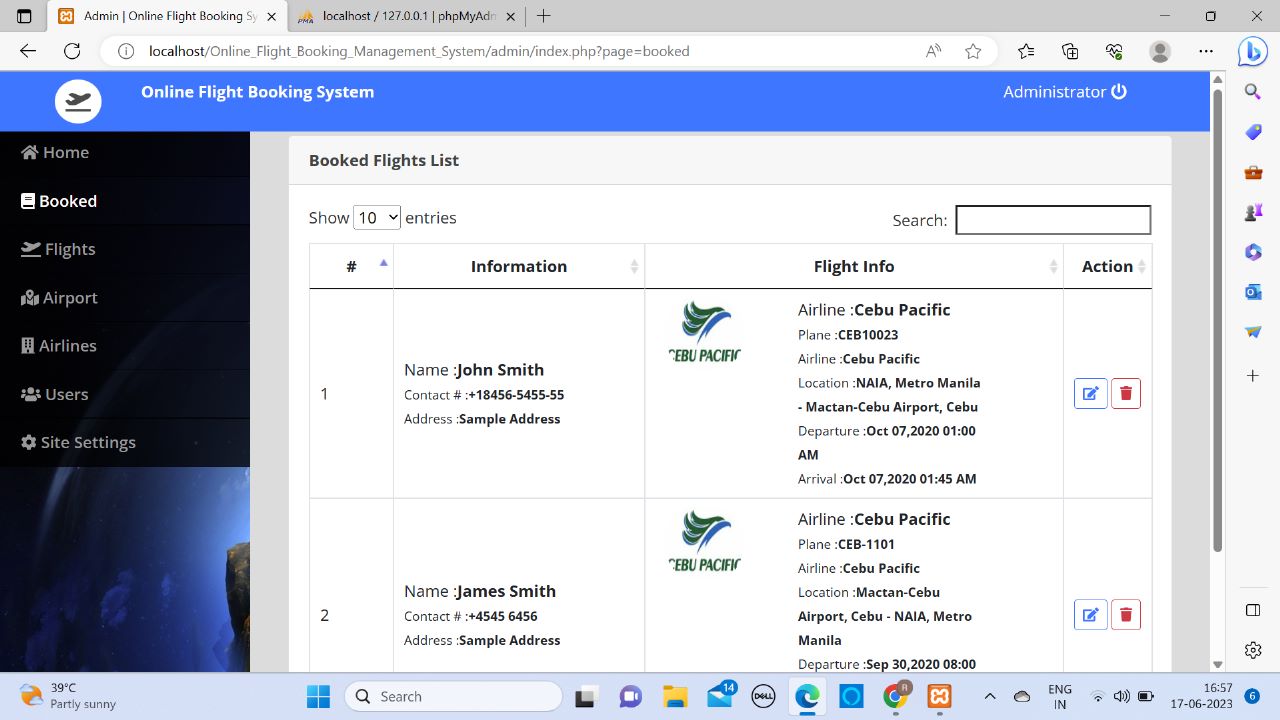 Admin | Online Flight Booking Sy
localhost / 127.0.0.1 | phpMyAdm
localhost/Online_Flight_Booking_Management_System/admin/index.php?page=booked
Online Flight Booking System
Administrator
Home
Booked
Flights
Airport
Airlines
Users
Site Settings
Booked Flights List
Show 10 entries
Search:
# Information Flight Info Action
1
Name :John Smith
Contact # :+18456-5455-55
Address :Sample Address
CEBU PACIFIC
Airline :Cebu Pacific
Plane :CEB10023
Airline :Cebu Pacific
Location :NAIA, Metro Manila
- Mactan-Cebu Airport, Cebu
Departure :Oct 07,2020 01:00
AM
Arrival :Oct 07,2020 01:45 AM
2
Name :James Smith
Contact # :+4545 6456
Address :Sample Address
CEBU PACIFIC
Airline :Cebu Pacific
Plane :CEB-1101
Airline :Cebu Pacific
Location :Mactan-Cebu
Airport, Cebu - NAIA, Metro
Manila
Departure :Sep 30,2020 08:00
39°C
Partly sunny
Search
14
DELL
R
ENG
IN
16:57
17-06-2023
6